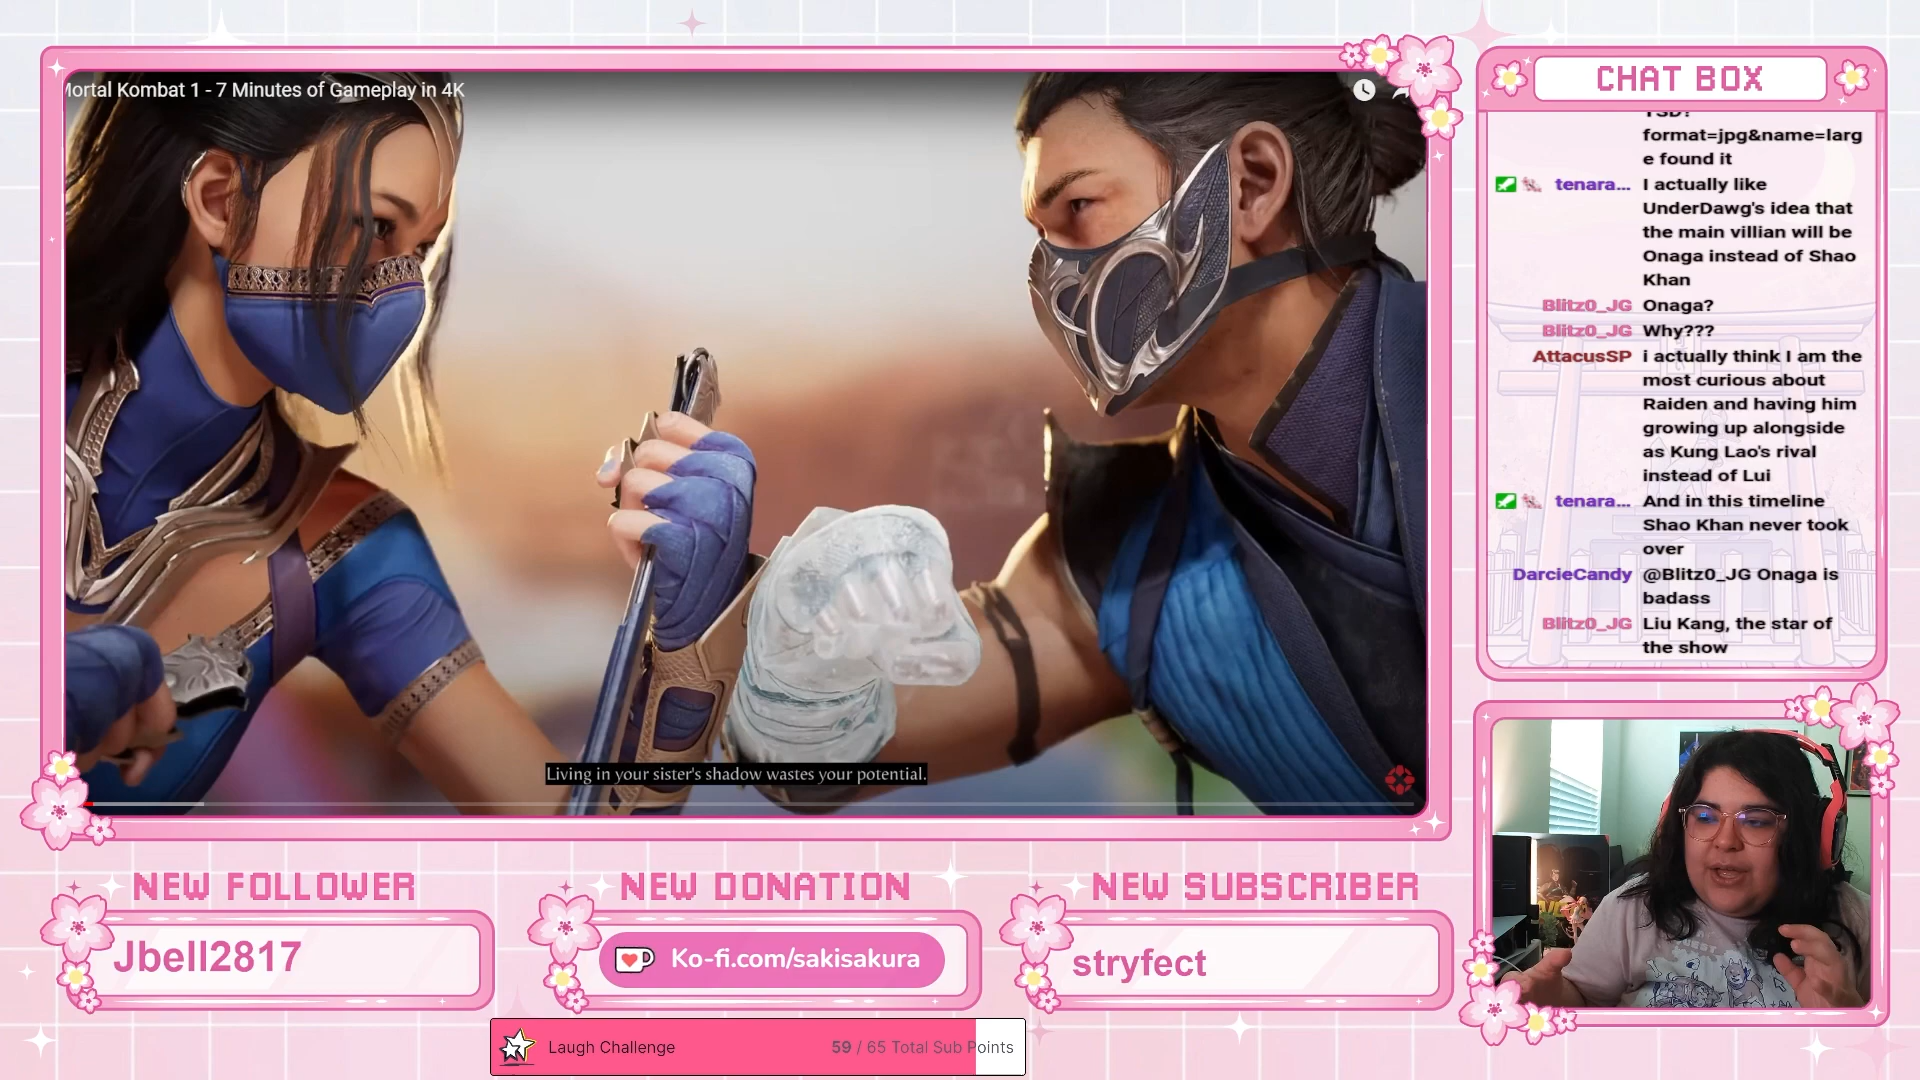 Mortal Kombat 1 - 7 Minutes of Gameplay in 4K
Living in your sister's shadow wastes your potential.
CHAT BOX
format=jpg&name=larg
e found it
tenara... I actually like
UnderDawg's idea that
the main villian will be
Onaga instead of Shao
Khan
Blitz0_JG Onaga?
Blitz0_JG Why???
AttacusSP i actually think I am the
most curious about
Raiden and having him
growing up alongside
as Kung Lao's rival
instead of Lui
tenara... And in this timeline
Shao Khan never took
over
DarcieCandy @Blitz0_JG Onaga is
badass
Blitz0_JG Liu Kang, the star of
the show
NEW FOLLOWER
Jbell2817
NEW DONATION
Ko-fi.com/sakisakura
NEW SUBSCRIBER
stryfect
Laugh Challenge 59 / 65 Total Sub Points